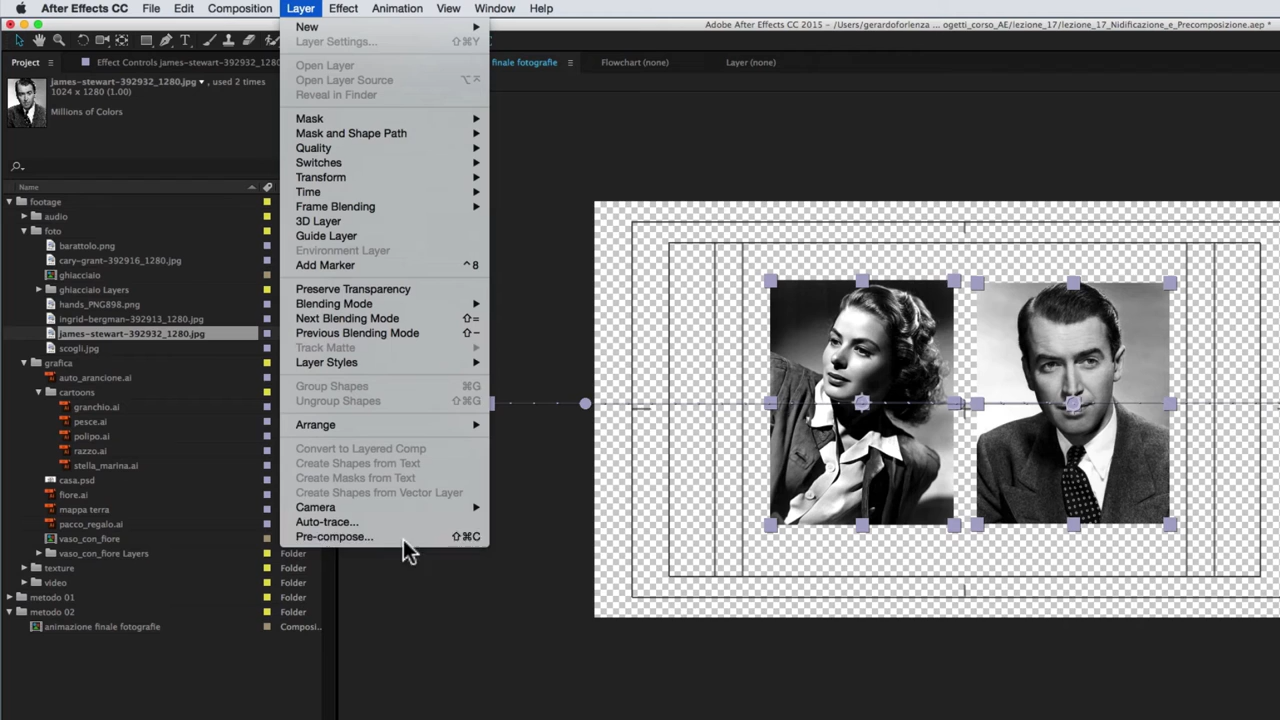 After Effects CC File Edit Composition Layer Effect Animation View Window Help
Adobe After Effects CC 2015 - /Users/gerardoforlenza ... ogetti_corso_AE/lezione_17/lezione_17_Nidificazione_e_Precomposizione.aep *
Project
Effect Controls james-stewart-392932_1280
finale fotografie
Flowchart (none)
Layer (none)
james-stewart-392932_1280.jpg , used 2 times
1024 x 1280 (1.00)
Millions of Colors
Name
footage
audio
foto
barattolo.png
cary-grant-392916_1280.jpg
ghiacciaio
ghiacciaio Layers
hands_PNG898.png
ingrid-bergman-392913_1280.jpg
james-stewart-392932_1280.jpg
scogli.jpg
grafica
auto_arancione.ai
cartoons
granchio.ai
pesce.ai
polipo.ai
razzo.ai
stella_marina.ai
casa.psd
fiore.ai
mappa terra
pacco_regalo.ai
vaso_con_fiore
vaso_con_fiore Layers Folder
texture Folder
video Folder
metodo 01 Folder
metodo 02 Folder
animazione finale fotografie Composi...
New
Layer Settings... ⇧⌘Y
Open Layer
Open Layer Source ⌥⌤
Reveal in Finder
Mask
Mask and Shape Path
Quality
Switches
Transform
Time
Frame Blending
3D Layer
Guide Layer
Environment Layer
Add Marker ^8
Preserve Transparency
Blending Mode
Next Blending Mode ⇧=
Previous Blending Mode ⇧-
Track Matte
Layer Styles
Group Shapes ⌘G
Ungroup Shapes ⇧⌘G
Arrange
Convert to Layered Comp
Create Shapes from Text
Create Masks from Text
Create Shapes from Vector Layer
Camera
Auto-trace...
Pre-compose... ⇧⌘C